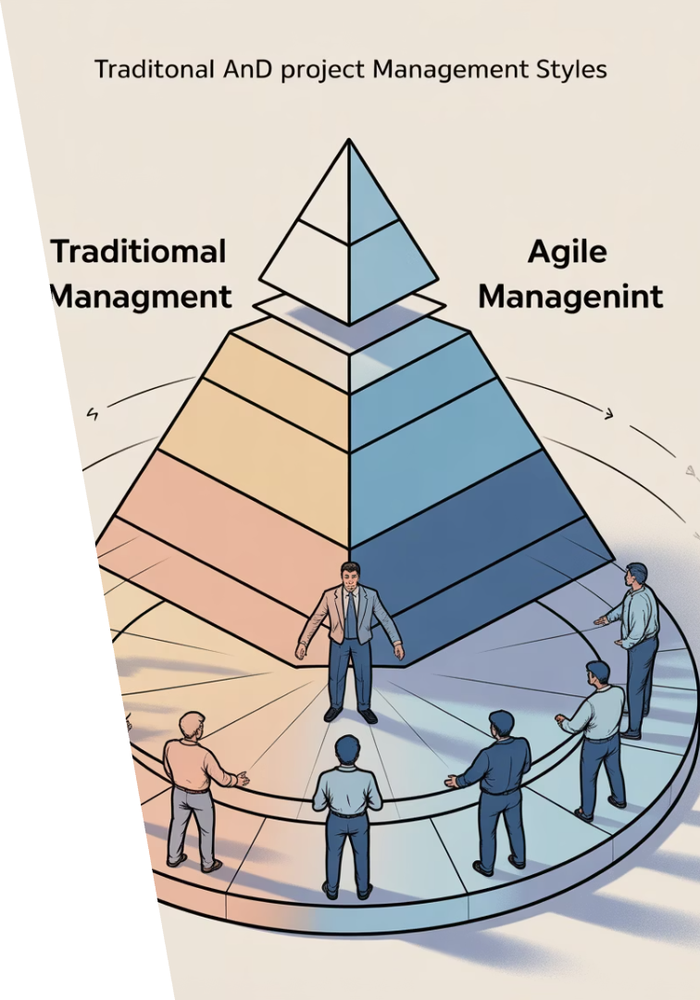 Traditonal AnD project Management Styles
Traditiomal
Managment
Agile
Managenint